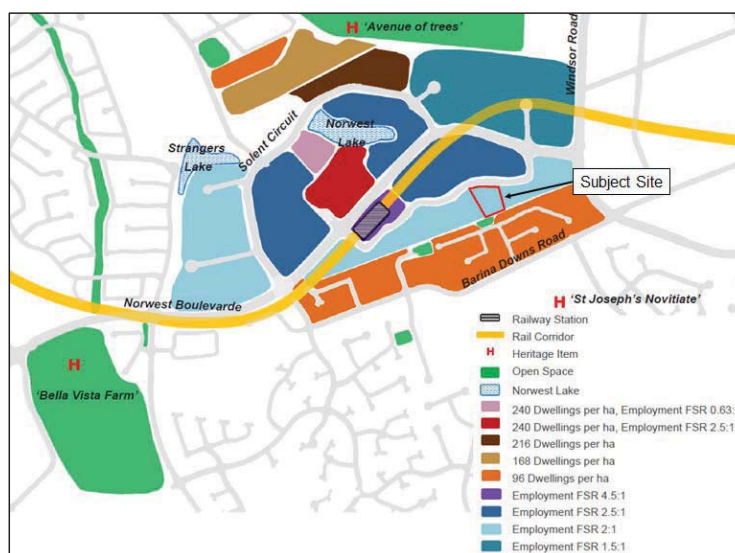 H 'Avenue of trees'
Windsor Road
Norwest
Lake
Strangers
Lake
Solent Circuit
Subject Site
Barina Downs Road
Norwest Boulevarde
H 'St Joseph's Novitiate'
H
'Bella Vista Farm'
Railway Station
Rail Corridor
H Heritage Item
Open Space
Norwest Lake
240 Dwellings per ha, Employment FSR 0.63:
240 Dwellings per ha, Employment FSR 2.5:1
216 Dwellings per ha
168 Dwellings per ha
96 Dwellings per ha
Employment FSR 4.5:1
Employment FSR 2.5:1
Employment FSR 2:1
Employment FSR 1.5:1